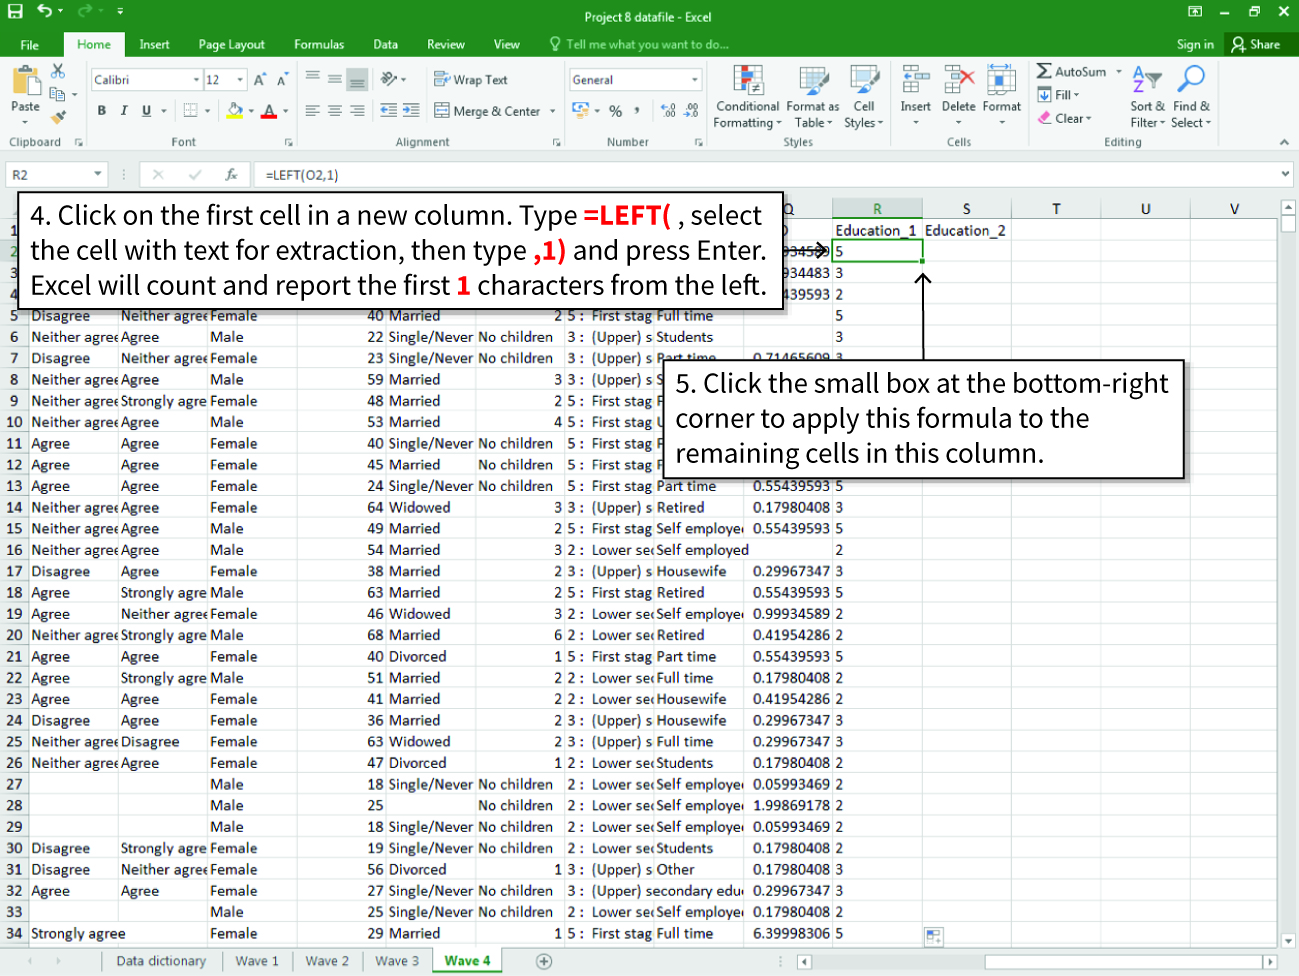 Project 8 datafile - Excel
File Home Insert Page Layout Formulas Data Review View Tell me what you want to do... Sign in Share
Paste Calibri 12 A A Wrap Text General Conditional Formatting Format as Table Cell Styles Insert Delete Format AutoSum Fill Clear Sort & Filter Find & Select
B I U A Merge & Center % ,
Clipboard Font Alignment Number Styles Cells Editing
R2 fx =LEFT(O2,1)
4. Click on the first cell in a new column. Type =LEFT( , select
the cell with text for extraction, then type ,1) and press Enter.
Excel will count and report the first 1 characters from the left.
Q R S T U V
1 Education_1 Education_2
2 5
3 934483 3
4 439593 2
5 Disagree Neither agre Female 40 Married 2 5 : First stag Full time 5
6 Neither agre Agree Male 22 Single/Never No children 3 : (Upper) s Students 3
7 Disagree Neither agre Female 23 Single/Never No children 3 : (Upper) s Part time 0.71465609 3
8 Neither agre Agree Male 59 Married 3 3 : (Upper) s
9 Neither agre Strongly agre Female 48 Married 2 5 : First stag
10 Neither agre Agree Male 53 Married 4 5 : First stag
11 Agree Agree Female 40 Single/Never No children 5 : First stag
12 Agree Agree Female 45 Married No children 5 : First stag
13 Agree Agree Female 24 Single/Never No children 5 : First stag Part time 0.55439593 5
5. Click the small box at the bottom-right
corner to apply this formula to the
remaining cells in this column.
14 Neither agre Agree Female 64 Widowed 3 3 : (Upper) s Retired 0.17980408 3
15 Neither agre Agree Male 49 Married 2 5 : First stag Self employe 0.55439593 5
16 Neither agre Agree Male 54 Married 3 2 : Lower sec Self employed 2
17 Disagree Agree Female 38 Married 2 3 : (Upper) s Housewife 0.29967347 3
18 Agree Strongly agre Male 63 Married 2 5 : First stag Retired 0.55439593 5
19 Agree Neither agre Female 46 Widowed 3 2 : Lower sec Self employe 0.99934589 2
20 Neither agre Strongly agre Male 68 Married 6 2 : Lower sec Retired 0.41954286 2
21 Agree Agree Female 40 Divorced 1 5 : First stag Part time 0.55439593 5
22 Agree Strongly agre Male 51 Married 2 2 : Lower sec Full time 0.17980408 2
23 Agree Agree Female 41 Married 2 2 : Lower sec Housewife 0.41954286 2
24 Disagree Agree Female 36 Married 2 3 : (Upper) s Housewife 0.29967347 3
25 Neither agre Disagree Female 63 Widowed 2 3 : (Upper) s Full time 0.29967347 3
26 Neither agre Agree Female 47 Divorced 1 2 : Lower sec Students 0.17980408 2
27 Male 18 Single/Never No children 2 : Lower sec Self employe 0.05993469 2
28 Male 25 No children 2 : Lower sec Self employe 1.99869178 2
29 Male 18 Single/Never No children 2 : Lower sec Self employe 0.05993469 2
30 Disagree Strongly agre Female 19 Single/Never No children 2 : Lower sec Students 0.17980408 2
31 Disagree Neither agre Female 56 Divorced 1 3 : (Upper) s Other 0.17980408 3
32 Agree Agree Female 27 Single/Never No children 3 : (Upper) secondary edu 0.29967347 3
33 Male 25 Single/Never No children 2 : Lower sec Self employe 0.17980408 2
34 Strongly agree Female 29 Married 1 5 : First stag Full time 6.39998306 5
Data dictionary Wave 1 Wave 2 Wave 3 Wave 4